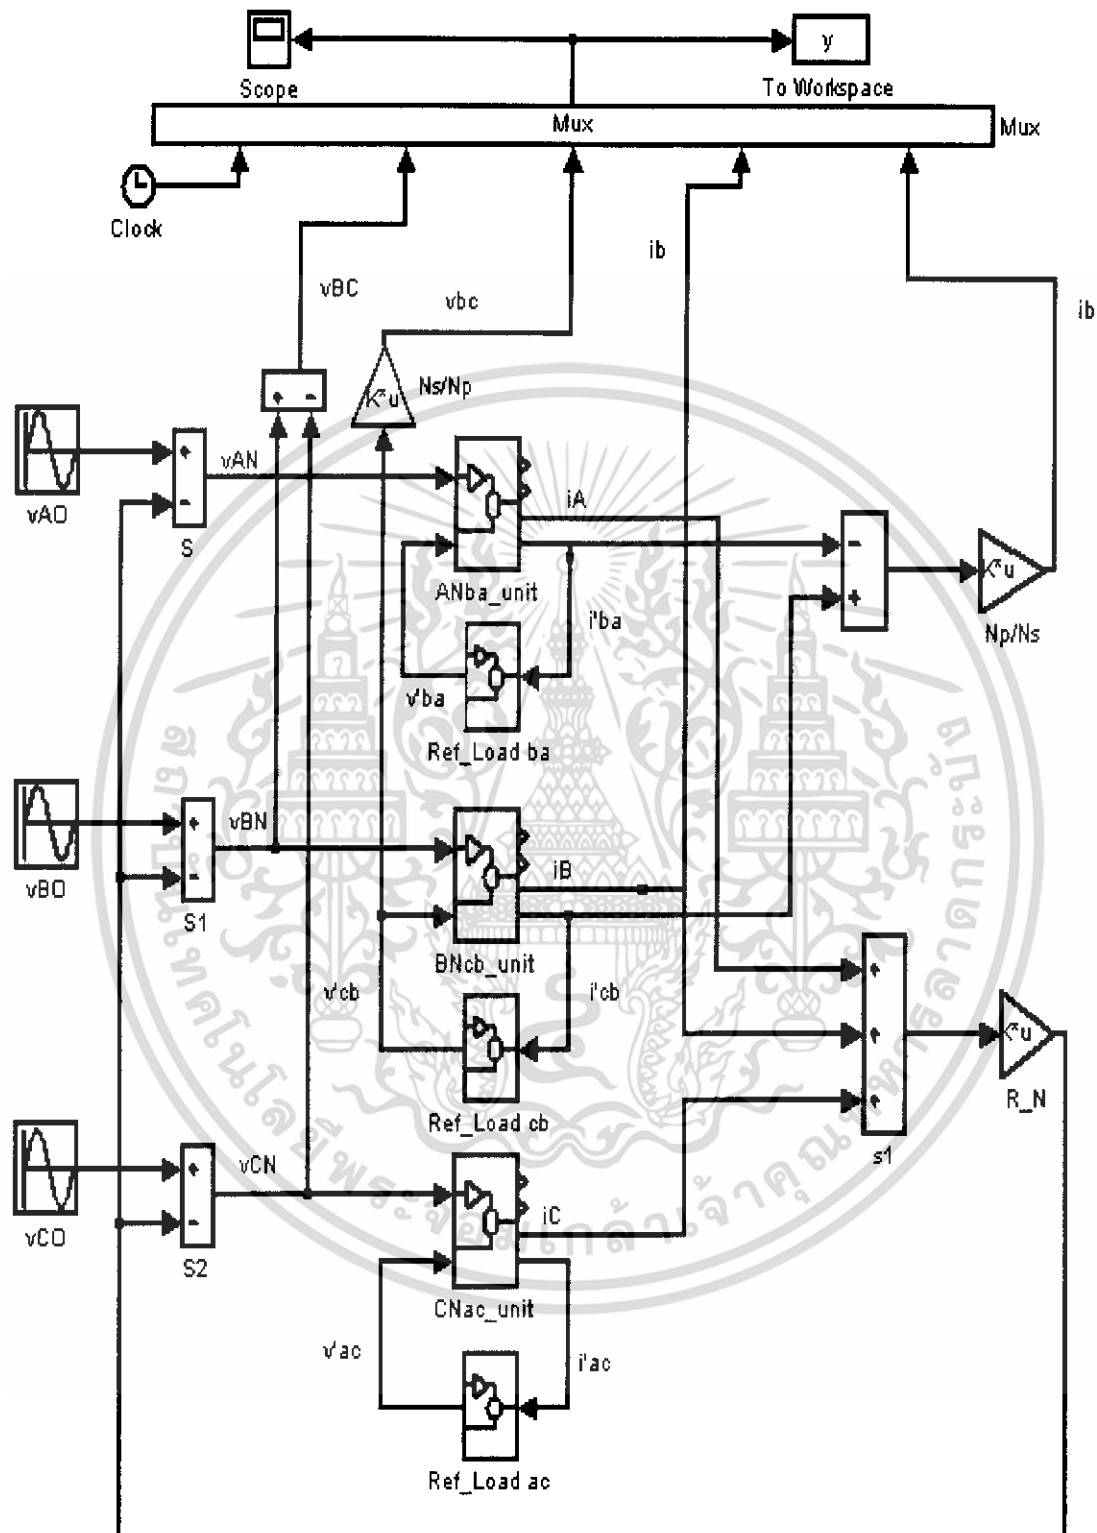 y
Scope
To Workspace
Mux
Mux
Clock
ib
vBC
vbc
ib
Ns/Np
K*u
vAN
vAO
S
iA
ANba_unit
K*u
Np/Ns
i'ba
v'ba
Ref_Load ba
vBN
vBO
S1
iB
BNcb_unit
v'cb
i'cb
Ref_Load cb
K*u
R_N
s1
vCN
vCO
S2
iC
CNac_unit
v'ac
i'ac
Ref_Load ac